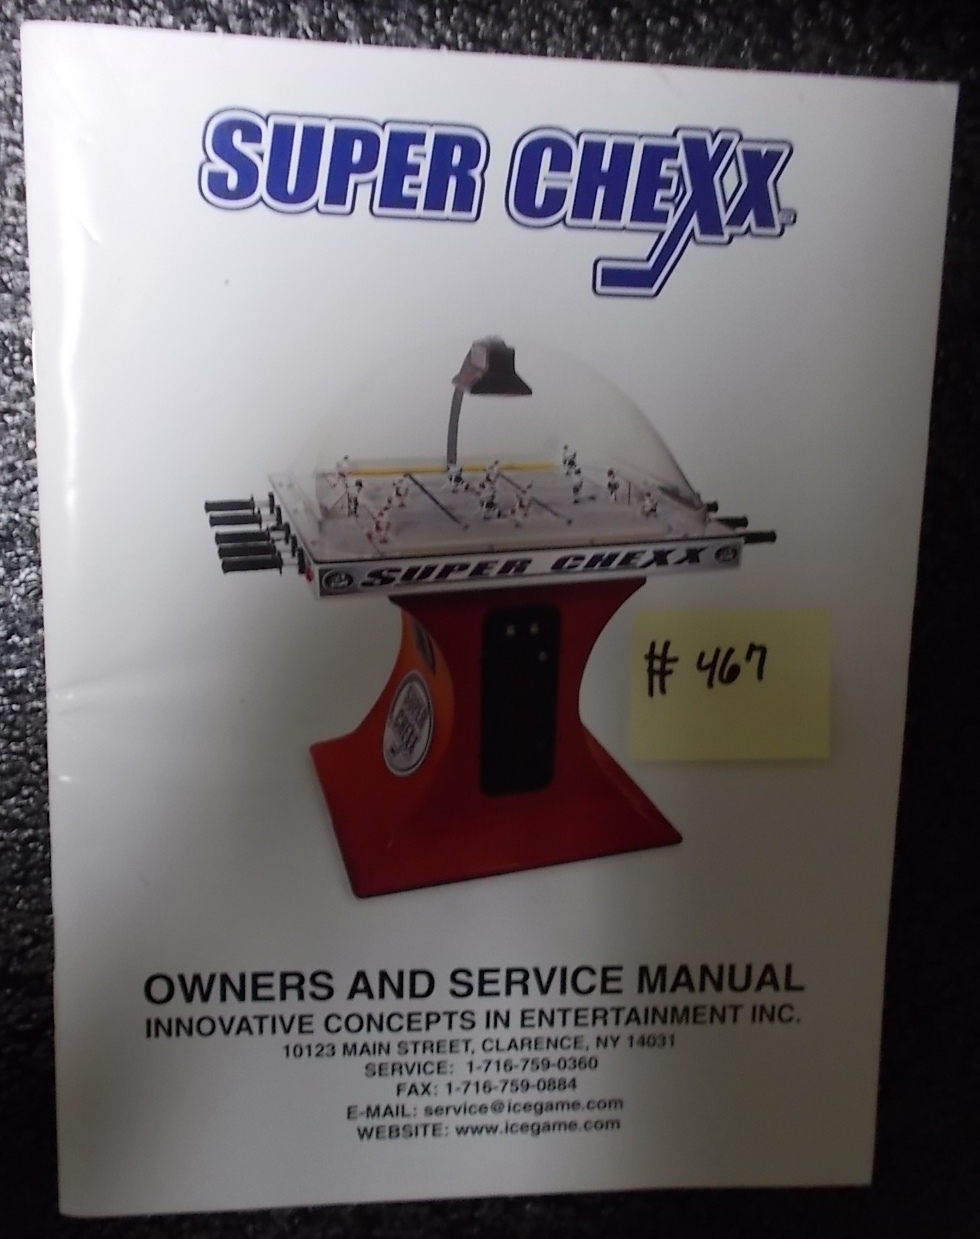 SUPER CHEXX
SUPER CHEXX
SUPER CHEXX
# 467
OWNERS AND SERVICE MANUAL
INNOVATIVE CONCEPTS IN ENTERTAINMENT INC.
10123 MAIN STREET, CLARENCE, NY 14031
SERVICE: 1-716-759-0360
FAX: 1-716-759-0884
E-MAIL: service@icegame.com
WEBSITE: www.icegame.com